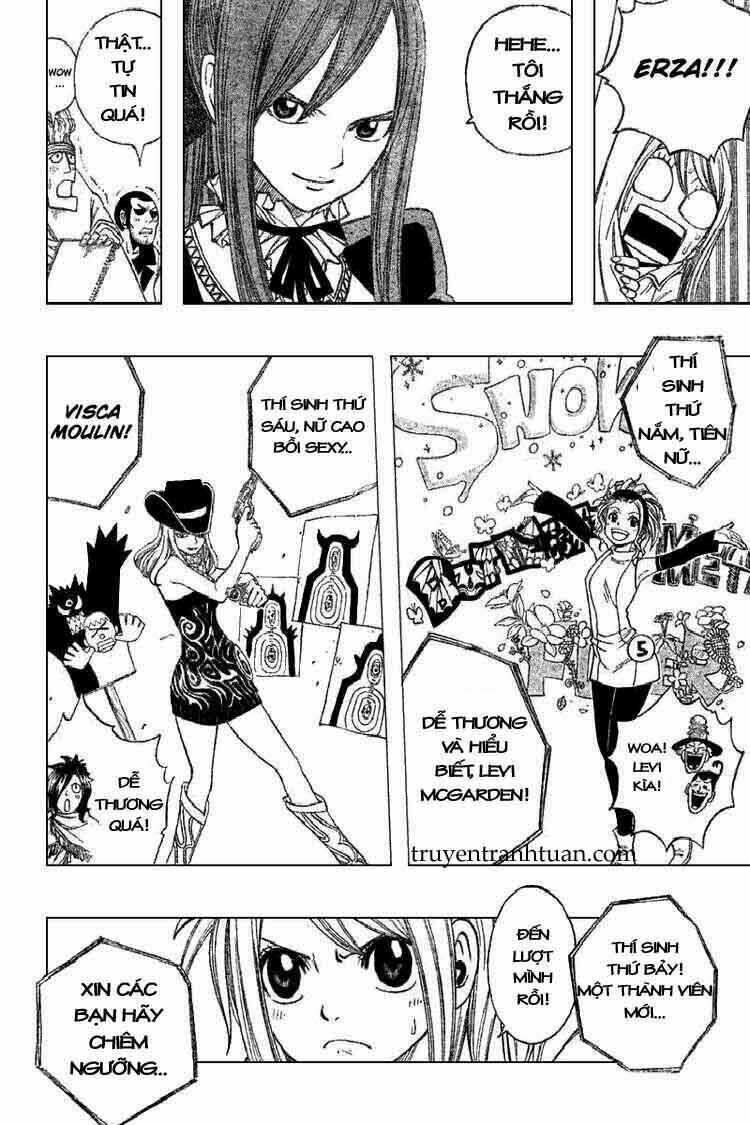 ERZA!!!
HEHE...
TÔI
THẮNG
RỒI!
THẬT...
TỰ
TIN
QUÁ!
WOW
...
THÍ
SINH
THỨ
NẮM, TIÊN
NỮ...
SNOW
MET
5
DỄ THƯƠNG
VÀ HIỂU
BIẾT, LEVI
MCGARDEN!
WOA!
LEVI
KÌA!
THÍ SINH THỨ
SÁU, NỮ CAO
BỒI SEXY...
VISCA
MOULIN!
DỄ
THƯƠNG
QUÁ!
truyentranhtuan.com
THÍ SINH
THỨ BẢY!
MỘT THÀNH VIÊN
MỚI...
ĐẾN
LƯỢT
MÌNH
RỒI!
XIN CÁC
BẠN HÃY
CHIÊM
NGƯỠNG...